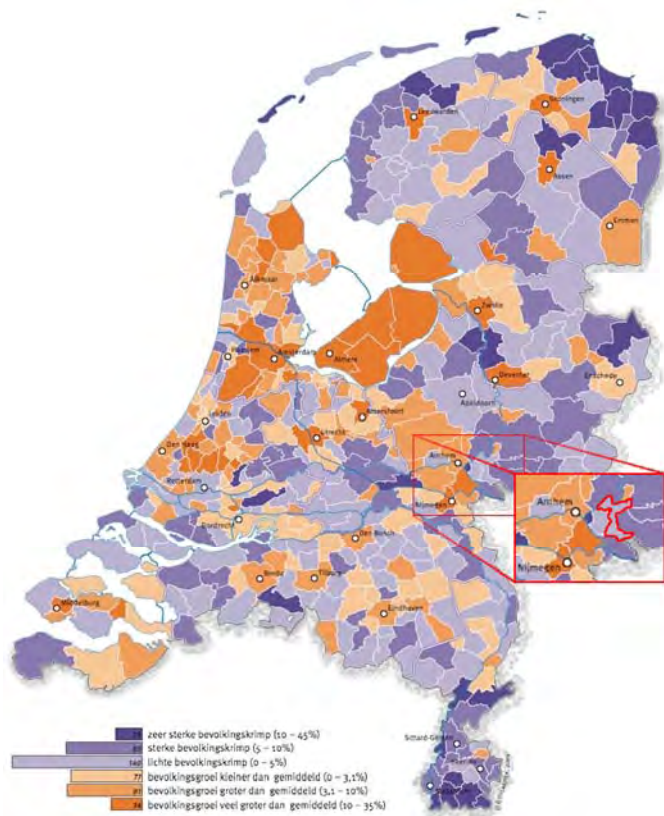 Leeuwarden
Groningen
Assen
Emmen
Alkmaar
Zwolle
Haarlem
Amsterdam
Almere
Deventer
Enschede
Apeldoorn
Leiden
Amersfoort
Utrecht
Den Haag
Rotterdam
Arnhem
Nijmegen
Dordrecht
Den Bosch
Arnhem
Nijmegen
Breda
Tilburg
Middelburg
Eindhoven
Sittard-Geleen
zeer sterke bevolkingskrimp (10 – 45%)
sterke bevolkingskrimp (5 – 10%)
140 lichte bevolkingskrimp (0 – 5%)
77 bevolkingsgroei kleiner dan gemiddeld (0 – 3,1%)
bevolkingsgroei groter dan gemiddeld (3,1 – 10%)
bevolkingsgroei veel groter dan gemiddeld (10 – 35%)